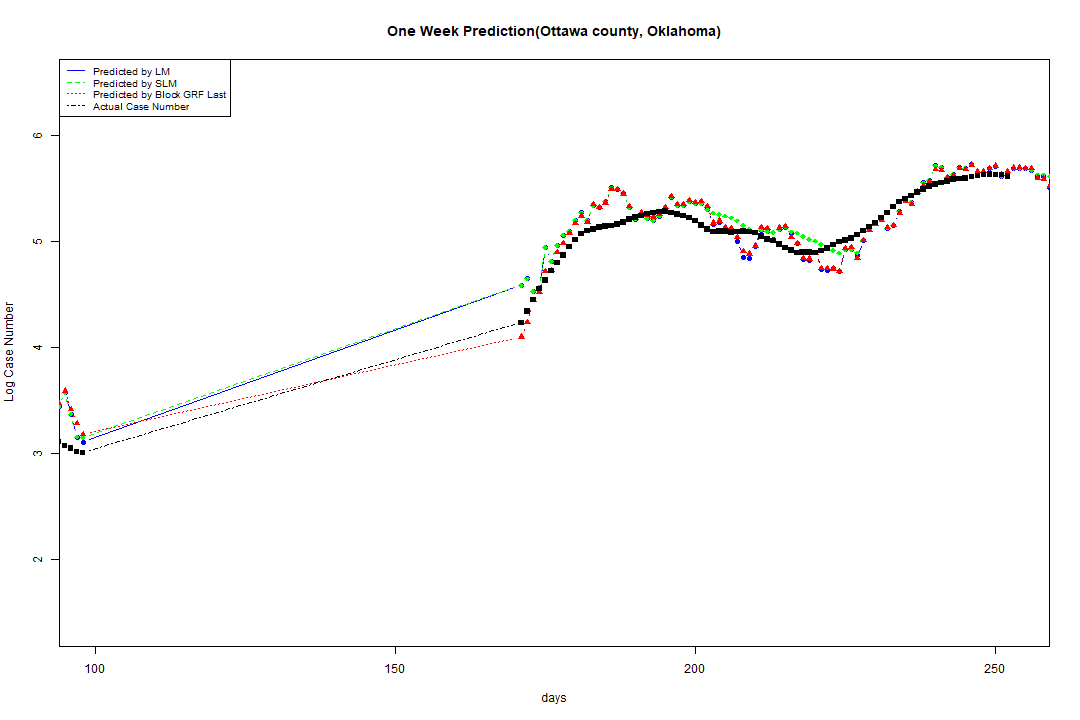 One Week Prediction(Ottawa county, Oklahoma)
Predicted by LM
Predicted by SLM
Predicted by Block GRF Last
Actual Case Number
Log Case Number
6
5
4
3
2
100 150 200 250
days